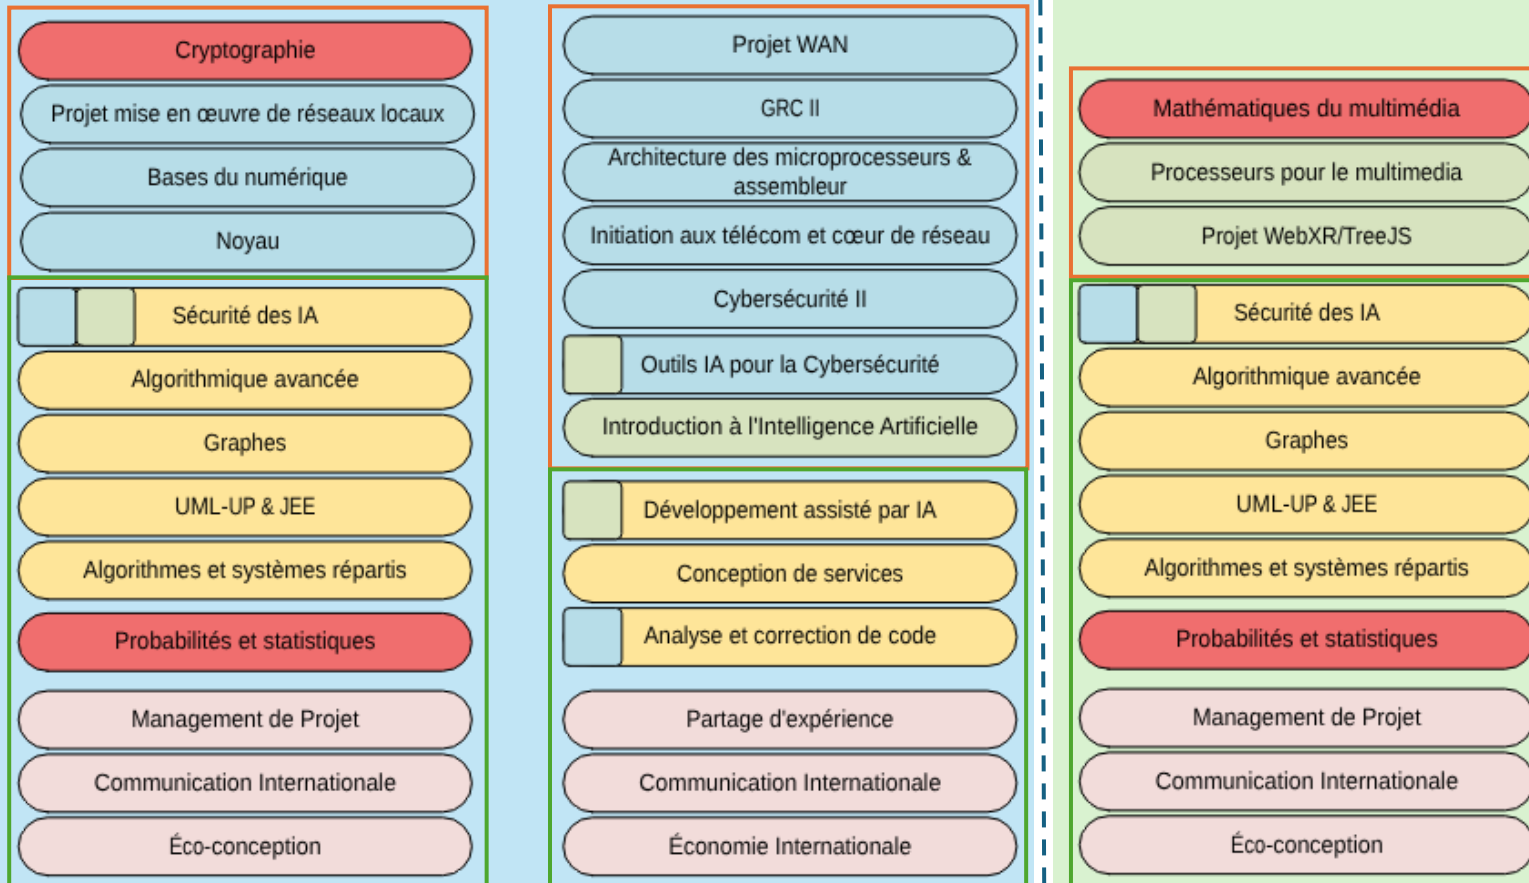 Cryptographie
Projet mise en œuvre de réseaux locaux
Bases du numérique
Noyau
Sécurité des IA
Algorithmique avancée
Graphes
UML-UP & JEE
Algorithmes et systèmes répartis
Probabilités et statistiques
Management de Projet
Communication Internationale
Éco-conception
Projet WAN
GRC II
Architecture des microprocesseurs &
assembleur
Initiation aux télécom et cœur de réseau
Cybersécurité II
Outils IA pour la Cybersécurité
Introduction à l'Intelligence Artificielle
Développement assisté par IA
Conception de services
Analyse et correction de code
Partage d'expérience
Communication Internationale
Économie Internationale
Mathématiques du multimédia
Processeurs pour le multimedia
Projet WebXR/TreeJS
Sécurité des IA
Algorithmique avancée
Graphes
UML-UP & JEE
Algorithmes et systèmes répartis
Probabilités et statistiques
Management de Projet
Communication Internationale
Éco-conception